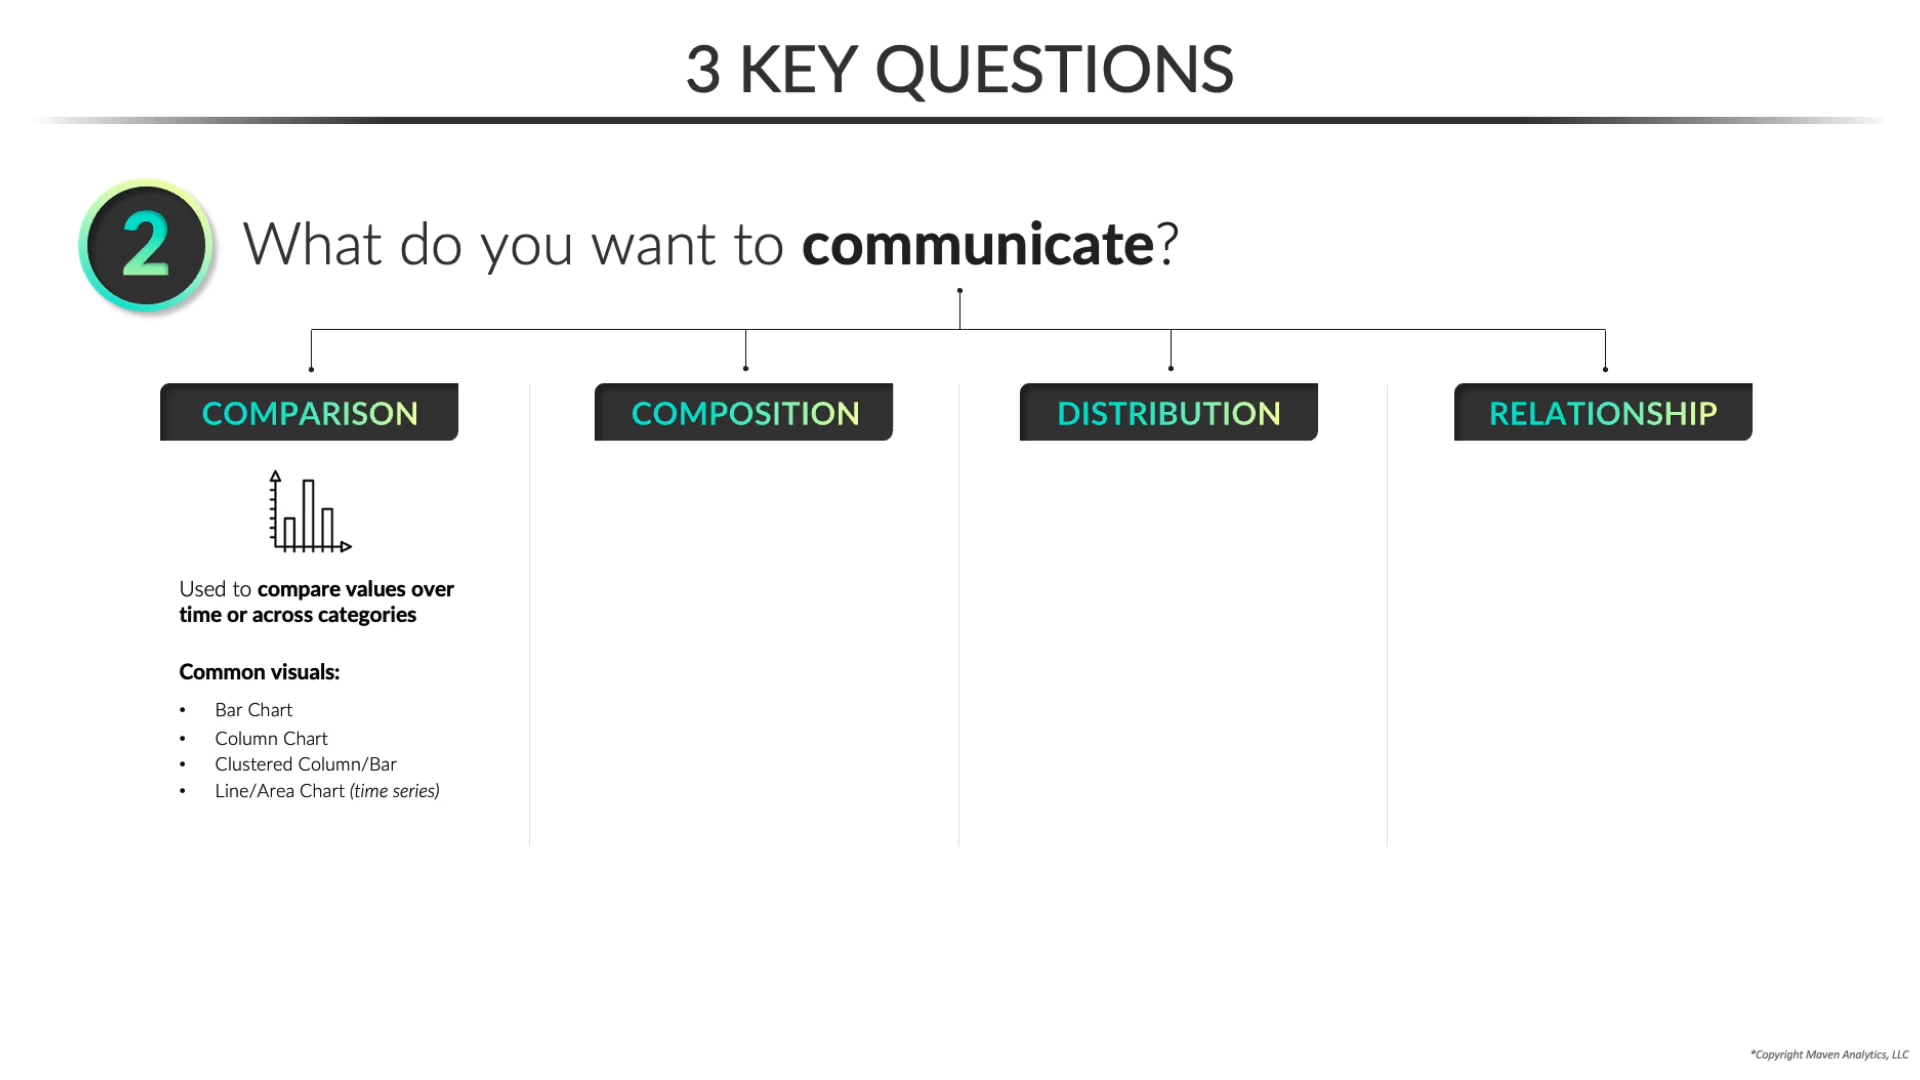 3 KEY QUESTIONS
2
What do you want to communicate?
COMPARISON
COMPOSITION
DISTRIBUTION
RELATIONSHIP
Used to compare values over
time or across categories
Common visuals:
• Bar Chart
• Column Chart
• Clustered Column/Bar
• Line/Area Chart (time series)
*Copyright Maven Analytics, LLC